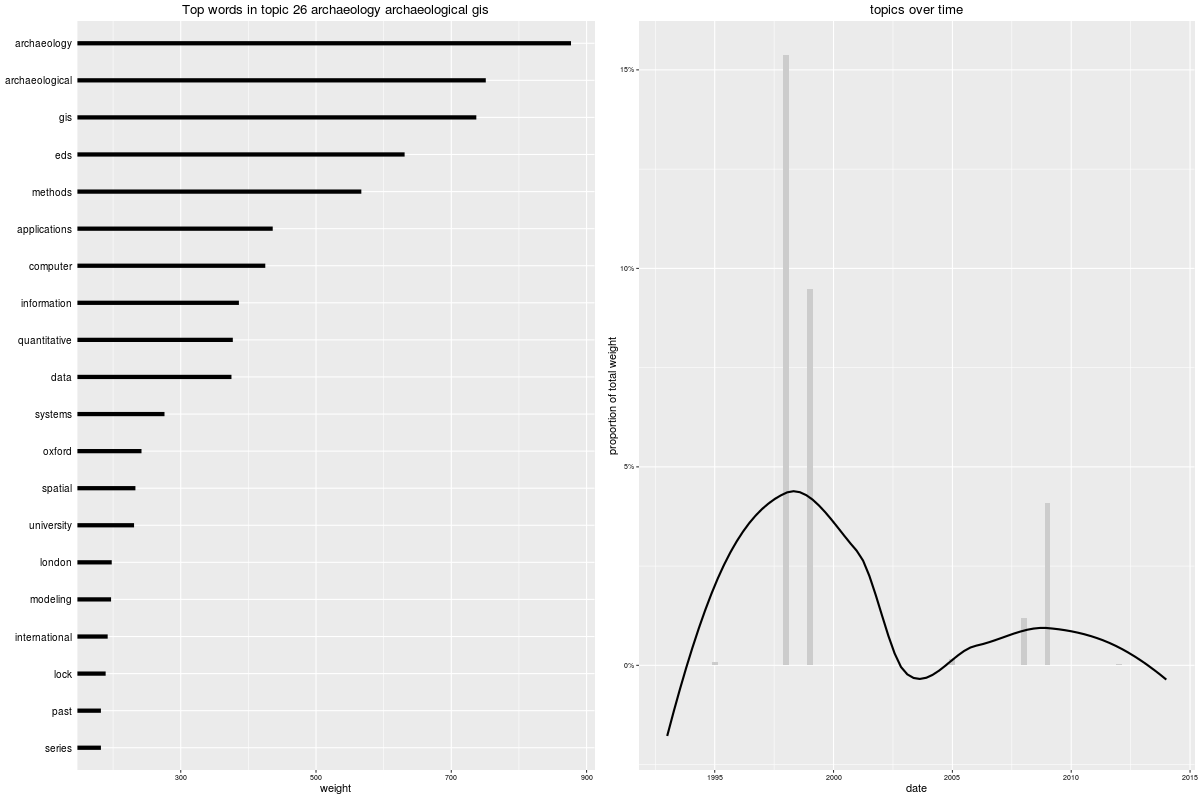 Top words in topic 26 archaeology archaeological gis
archaeology
archaeological
gis
eds
methods
applications
computer
information
quantitative
data
systems
oxford
spatial
university
london
modeling
international
lock
past
series
300 500 700 900
weight
topics over time
proportion of total weight
15%
10%
5%
0%
1995 2000 2005 2010 2015
date